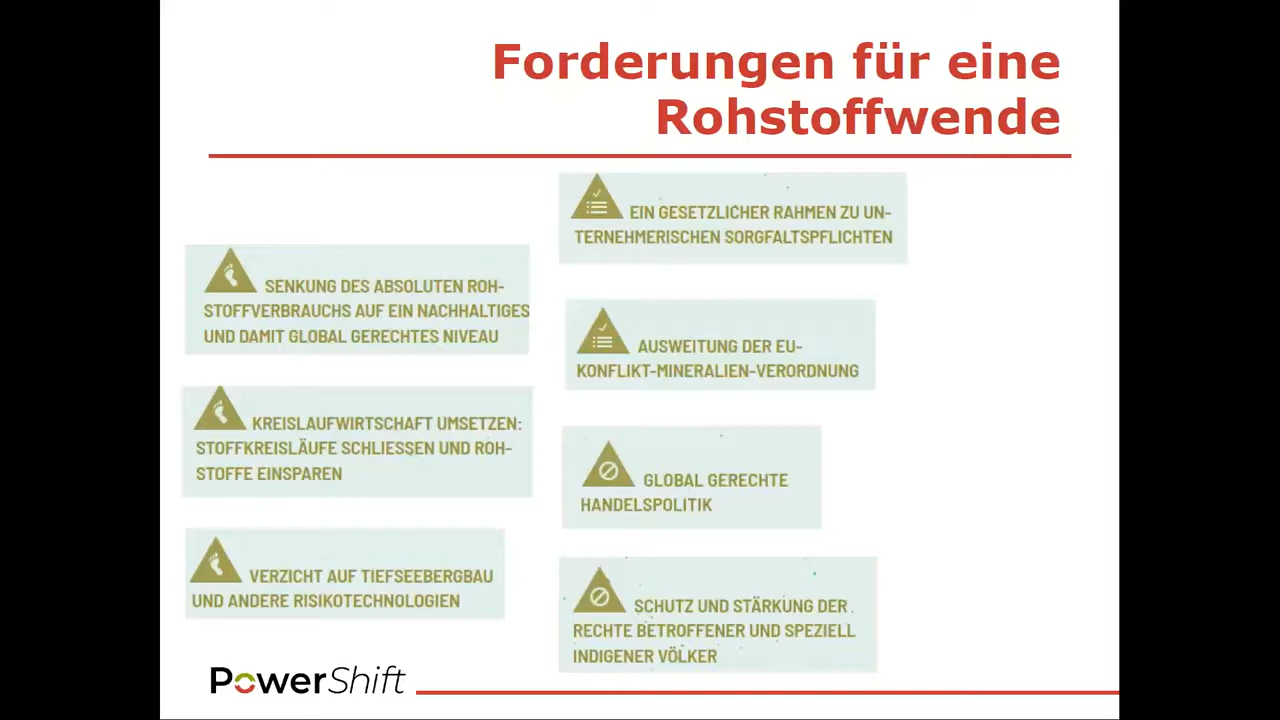 Forderungen für eine
Rohstoffwende
SENKUNG DES ABSOLUTEN ROH-
STOFFVERBRAUCHS AUF EIN NACHHALTIGES
UND DAMIT GLOBAL GERECHTES NIVEAU
KREISLAUFWIRTSCHAFT UMSETZEN:
STOFFKREISLÄUFE SCHLIESSEN UND ROH-
STOFFE EINSPAREN
VERZICHT AUF TIEFSEEBERGBAU
UND ANDERE RISIKOTECHNOLOGIEN
EIN GESETZLICHER RAHMEN ZU UN-
TERNEHMERISCHEN SORGFALTSPFLICHTEN
AUSWEITUNG DER EU-
KONFLIKT-MINERALIEN-VERORDNUNG
GLOBAL GERECHTE
HANDELSPOLITIK
SCHUTZ UND STÄRKUNG DER
RECHTE BETROFFENER UND SPEZIELL
INDIGENER VÖLKER
PowerShift